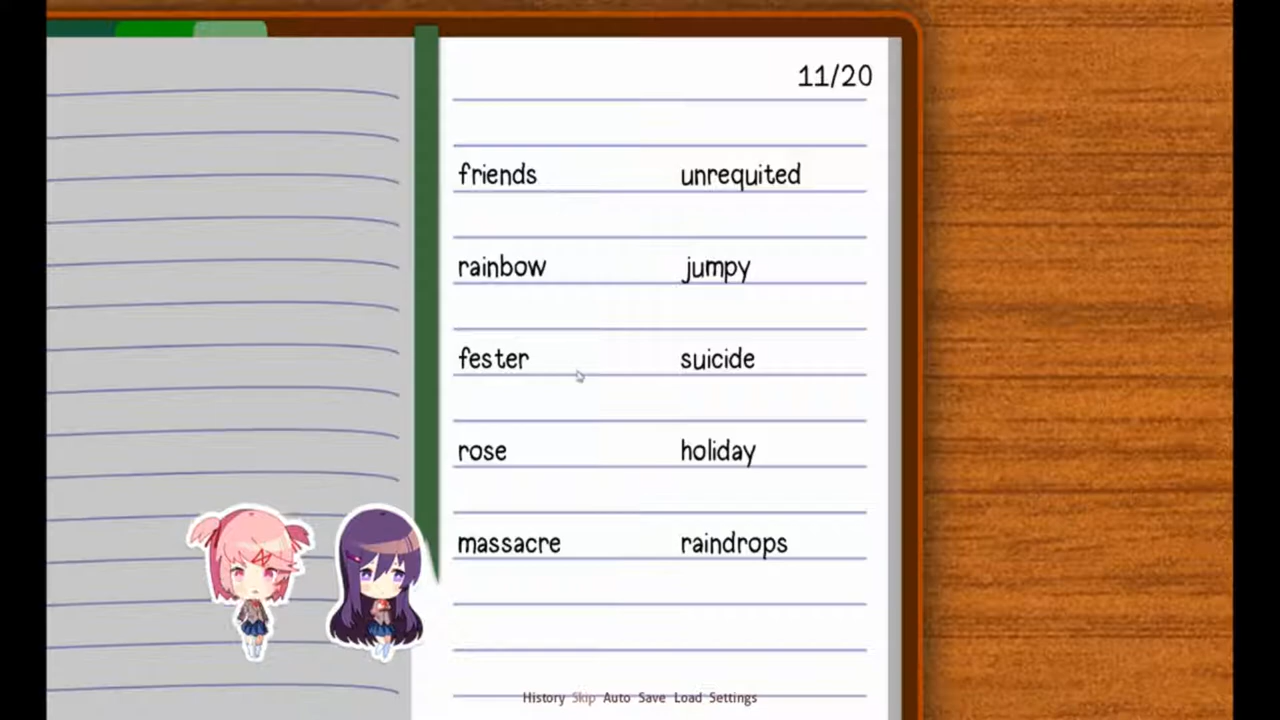 11/20
friends unrequited
rainbow jumpy
fester suicide
rose holiday
massacre raindrops
History Skip Auto Save Load Settings